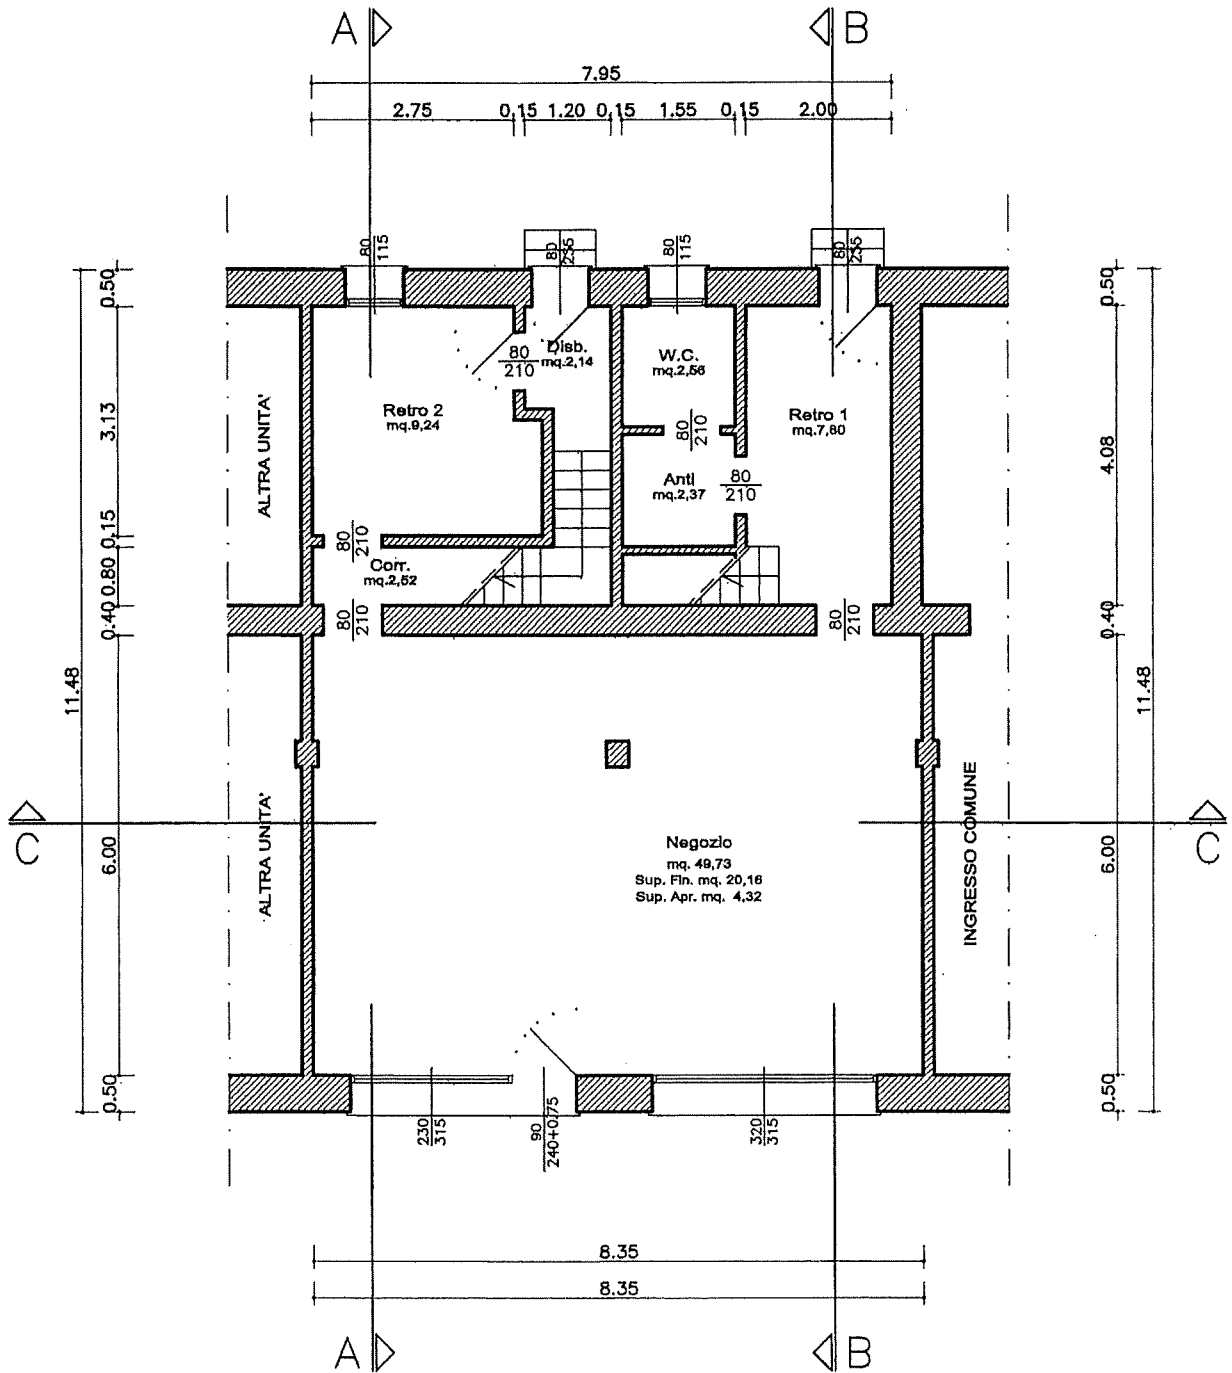 A
B
7.95
2.75
0,15
1.20
0,15
1.55
0,15
2.00
80
115
80
235
80
115
80
235
0.50
0.50
ALTRA UNITA'
3.13
4.08
80
210
Disb.
mq.2,14
W.C.
mq.2,56
Retro 2
mq.9,24
Retro 1
mq.7,80
80
210
Anti
mq.2,37
80
210
0.15
80
210
0.80
Corr.
mq.2,52
0.40
80
210
80
210
0.40
11.48
11.48
ALTRA UNITA'
INGRESSO COMUNE
C
C
6.00
6.00
Negozio
mq. 49,73
Sup. Fin. mq. 20,16
Sup. Apr. mq. 4,32
0.50
0.50
230
315
90
240+0.75
320
315
8.35
8.35
A
B